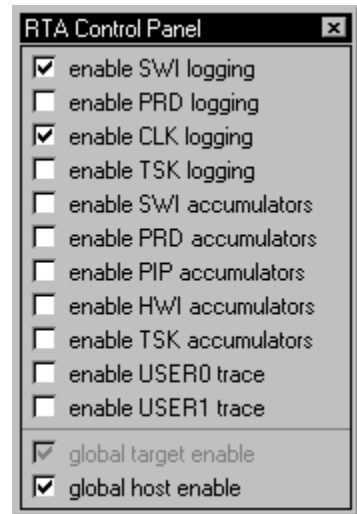 RTA Control Panel
enable SWI logging
enable PRD logging
enable CLK logging
enable TSK logging
enable SWI accumulators
enable PRD accumulators
enable PIP accumulators
enable HWI accumulators
enable TSK accumulators
enable USER0 trace
enable USER1 trace
global target enable
global host enable